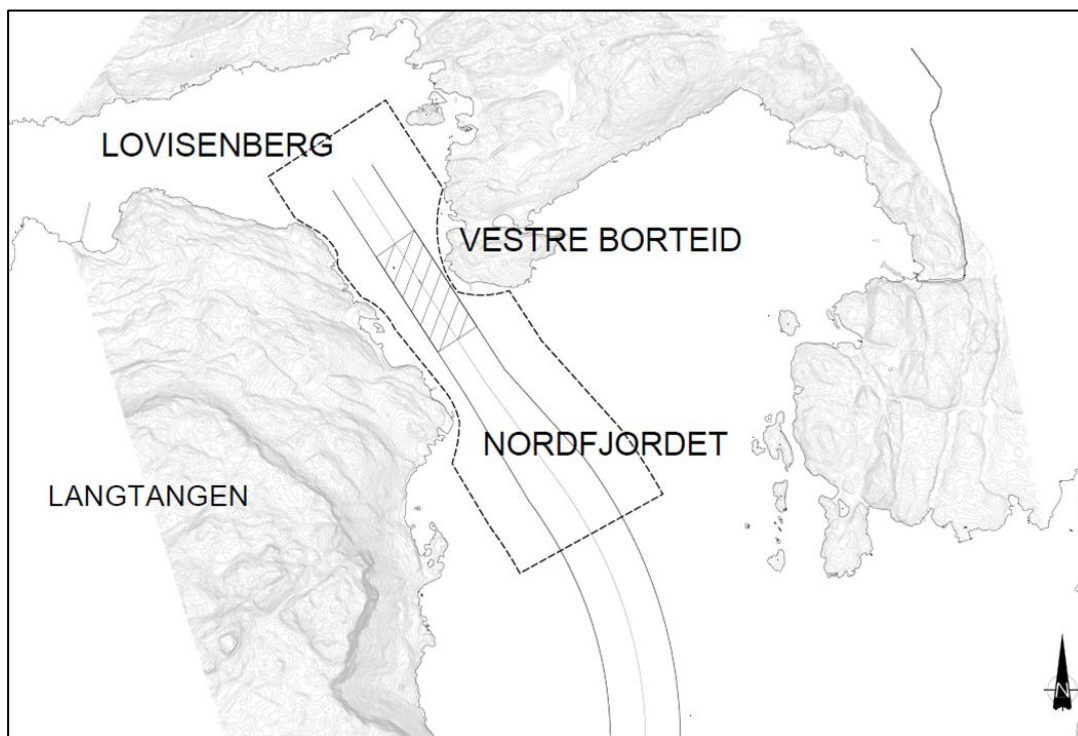 LOVISENBERG
VESTRE BORTEID
NORDFJORDET
LANGTANGEN
N